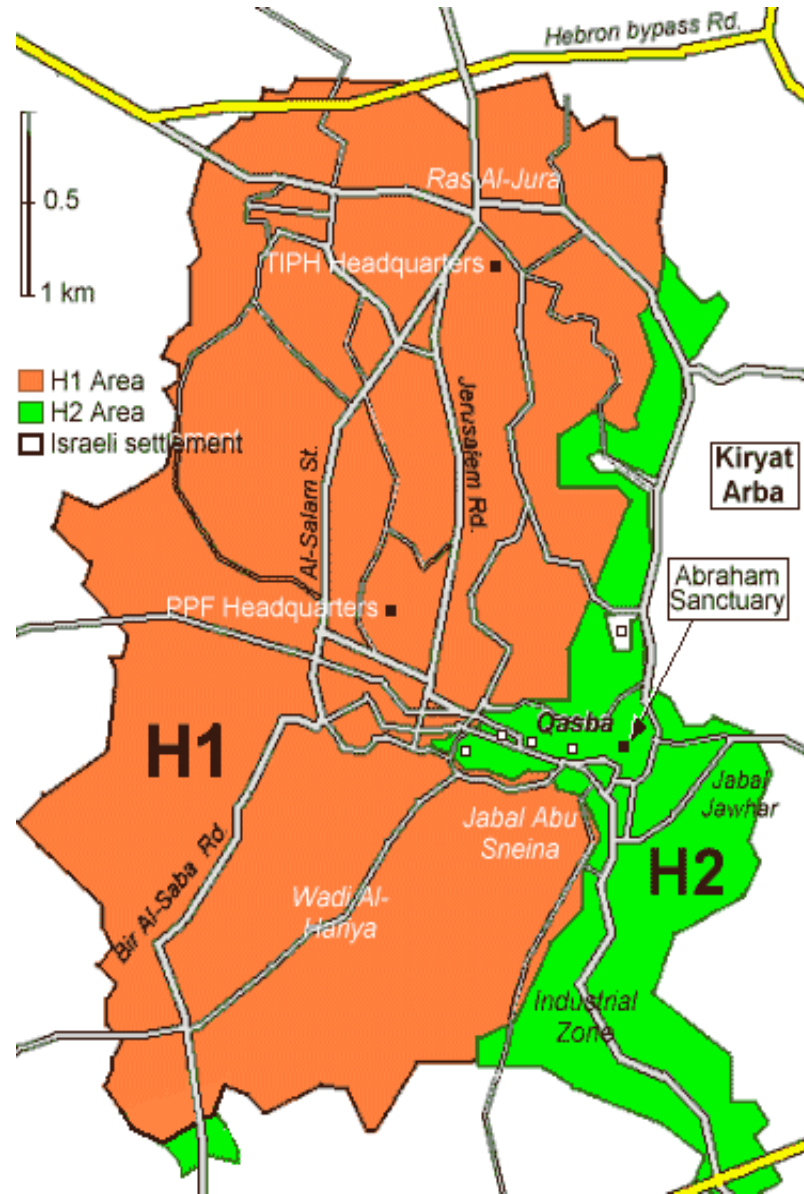 Hebron bypass Rd.
Ras Al-Jura
0.5
TIPH Headquarters
1 km
H1 Area
H2 Area
Israeli settlement
Jerusalem Rd.
Kiryat
Arba
Al-Salam St.
Abraham
Sanctuary
PPF Headquarters
Qasba
H1
Jabal
Jawhar
Jabal Abu
Sneina
H2
Wadi Al-
Hariya
Bir Al-Saba Rd.
Industrial
Zone